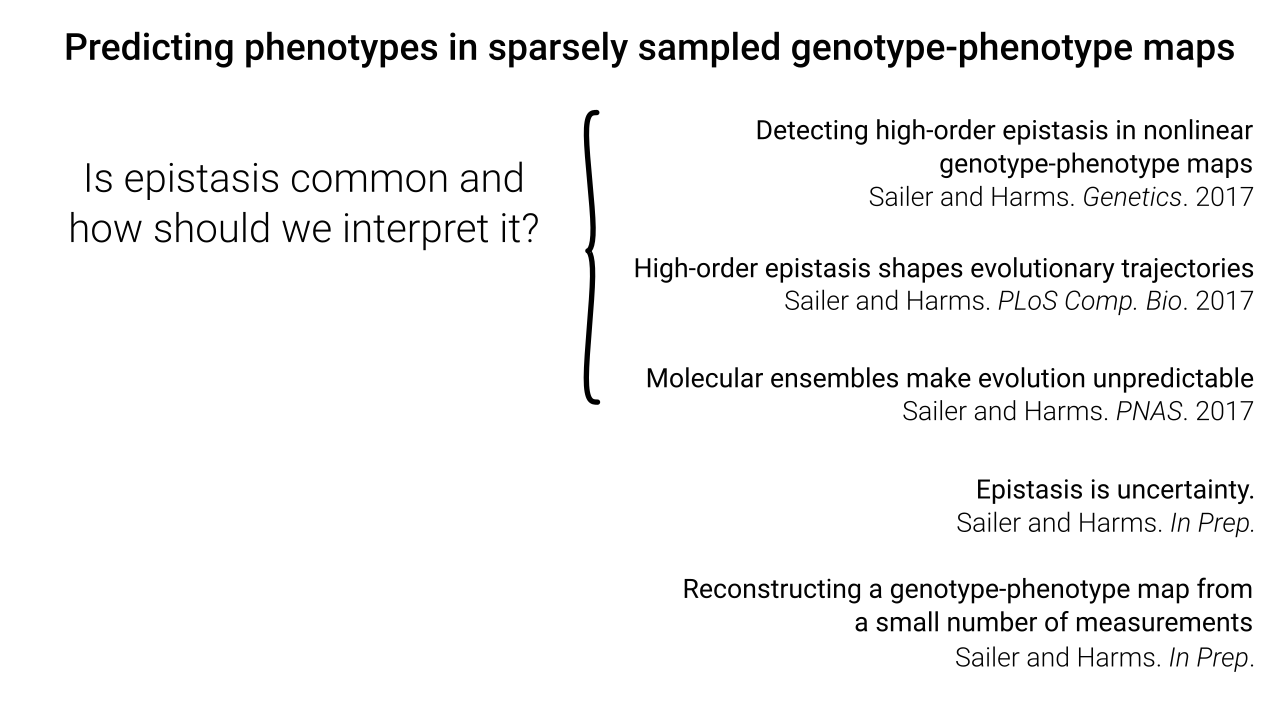 Predicting phenotypes in sparsely sampled genotype-phenotype maps
Is epistasis common and
how should we interpret it?
Detecting high-order epistasis in nonlinear
genotype-phenotype maps
Sailer and Harms. Genetics. 2017
High-order epistasis shapes evolutionary trajectories
Sailer and Harms. PLoS Comp. Bio. 2017
Molecular ensembles make evolution unpredictable
Sailer and Harms. PNAS. 2017
Epistasis is uncertainty.
Sailer and Harms. In Prep.
Reconstructing a genotype-phenotype map from
a small number of measurements
Sailer and Harms. In Prep.